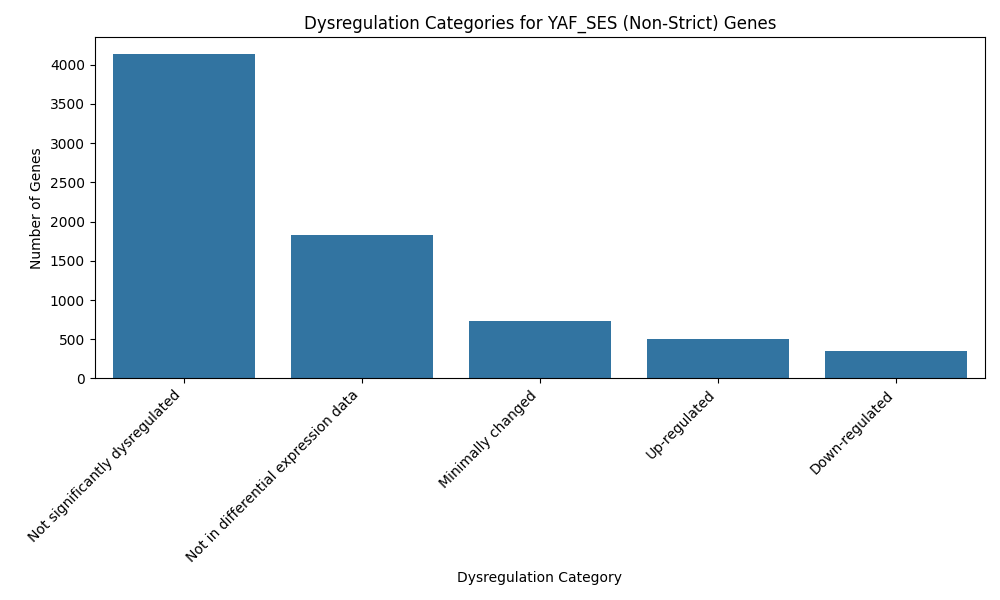 Dysregulation Categories for YAF_SES (Non-Strict) Genes
Number of Genes
4000
3500
3000
2500
2000
1500
1000
500
0
Not significantly dysregulated
Not in differential expression data
Minimally changed
Up-regulated
Down-regulated
Dysregulation Category